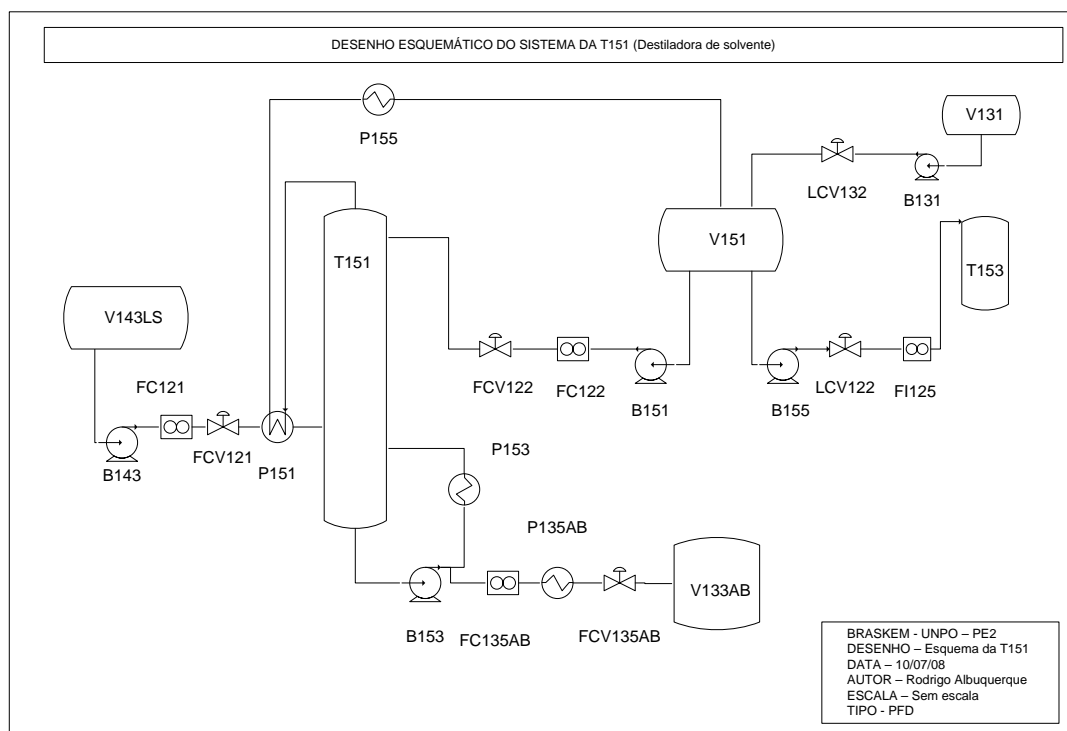 DESENHO ESQUEMÁTICO DO SISTEMA DA T151 (Destiladora de solvente)
V131
P155
LCV132
B131
V151
T151
T153
V143LS
FC121
FCV122
FC122
LCV122
FI125
B151
B155
P153
FCV121
B143
P151
P135AB
V133AB
B153
FC135AB
FCV135AB
BRASKEM - UNPO – PE2
DESENHO – Esquema da T151
DATA – 10/07/08
AUTOR – Rodrigo Albuquerque
ESCALA – Sem escala
TIPO - PFD